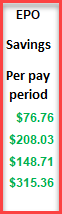 EPO
Savings
Per pay
period
$76.76
$208.03
$148.71
$315.36